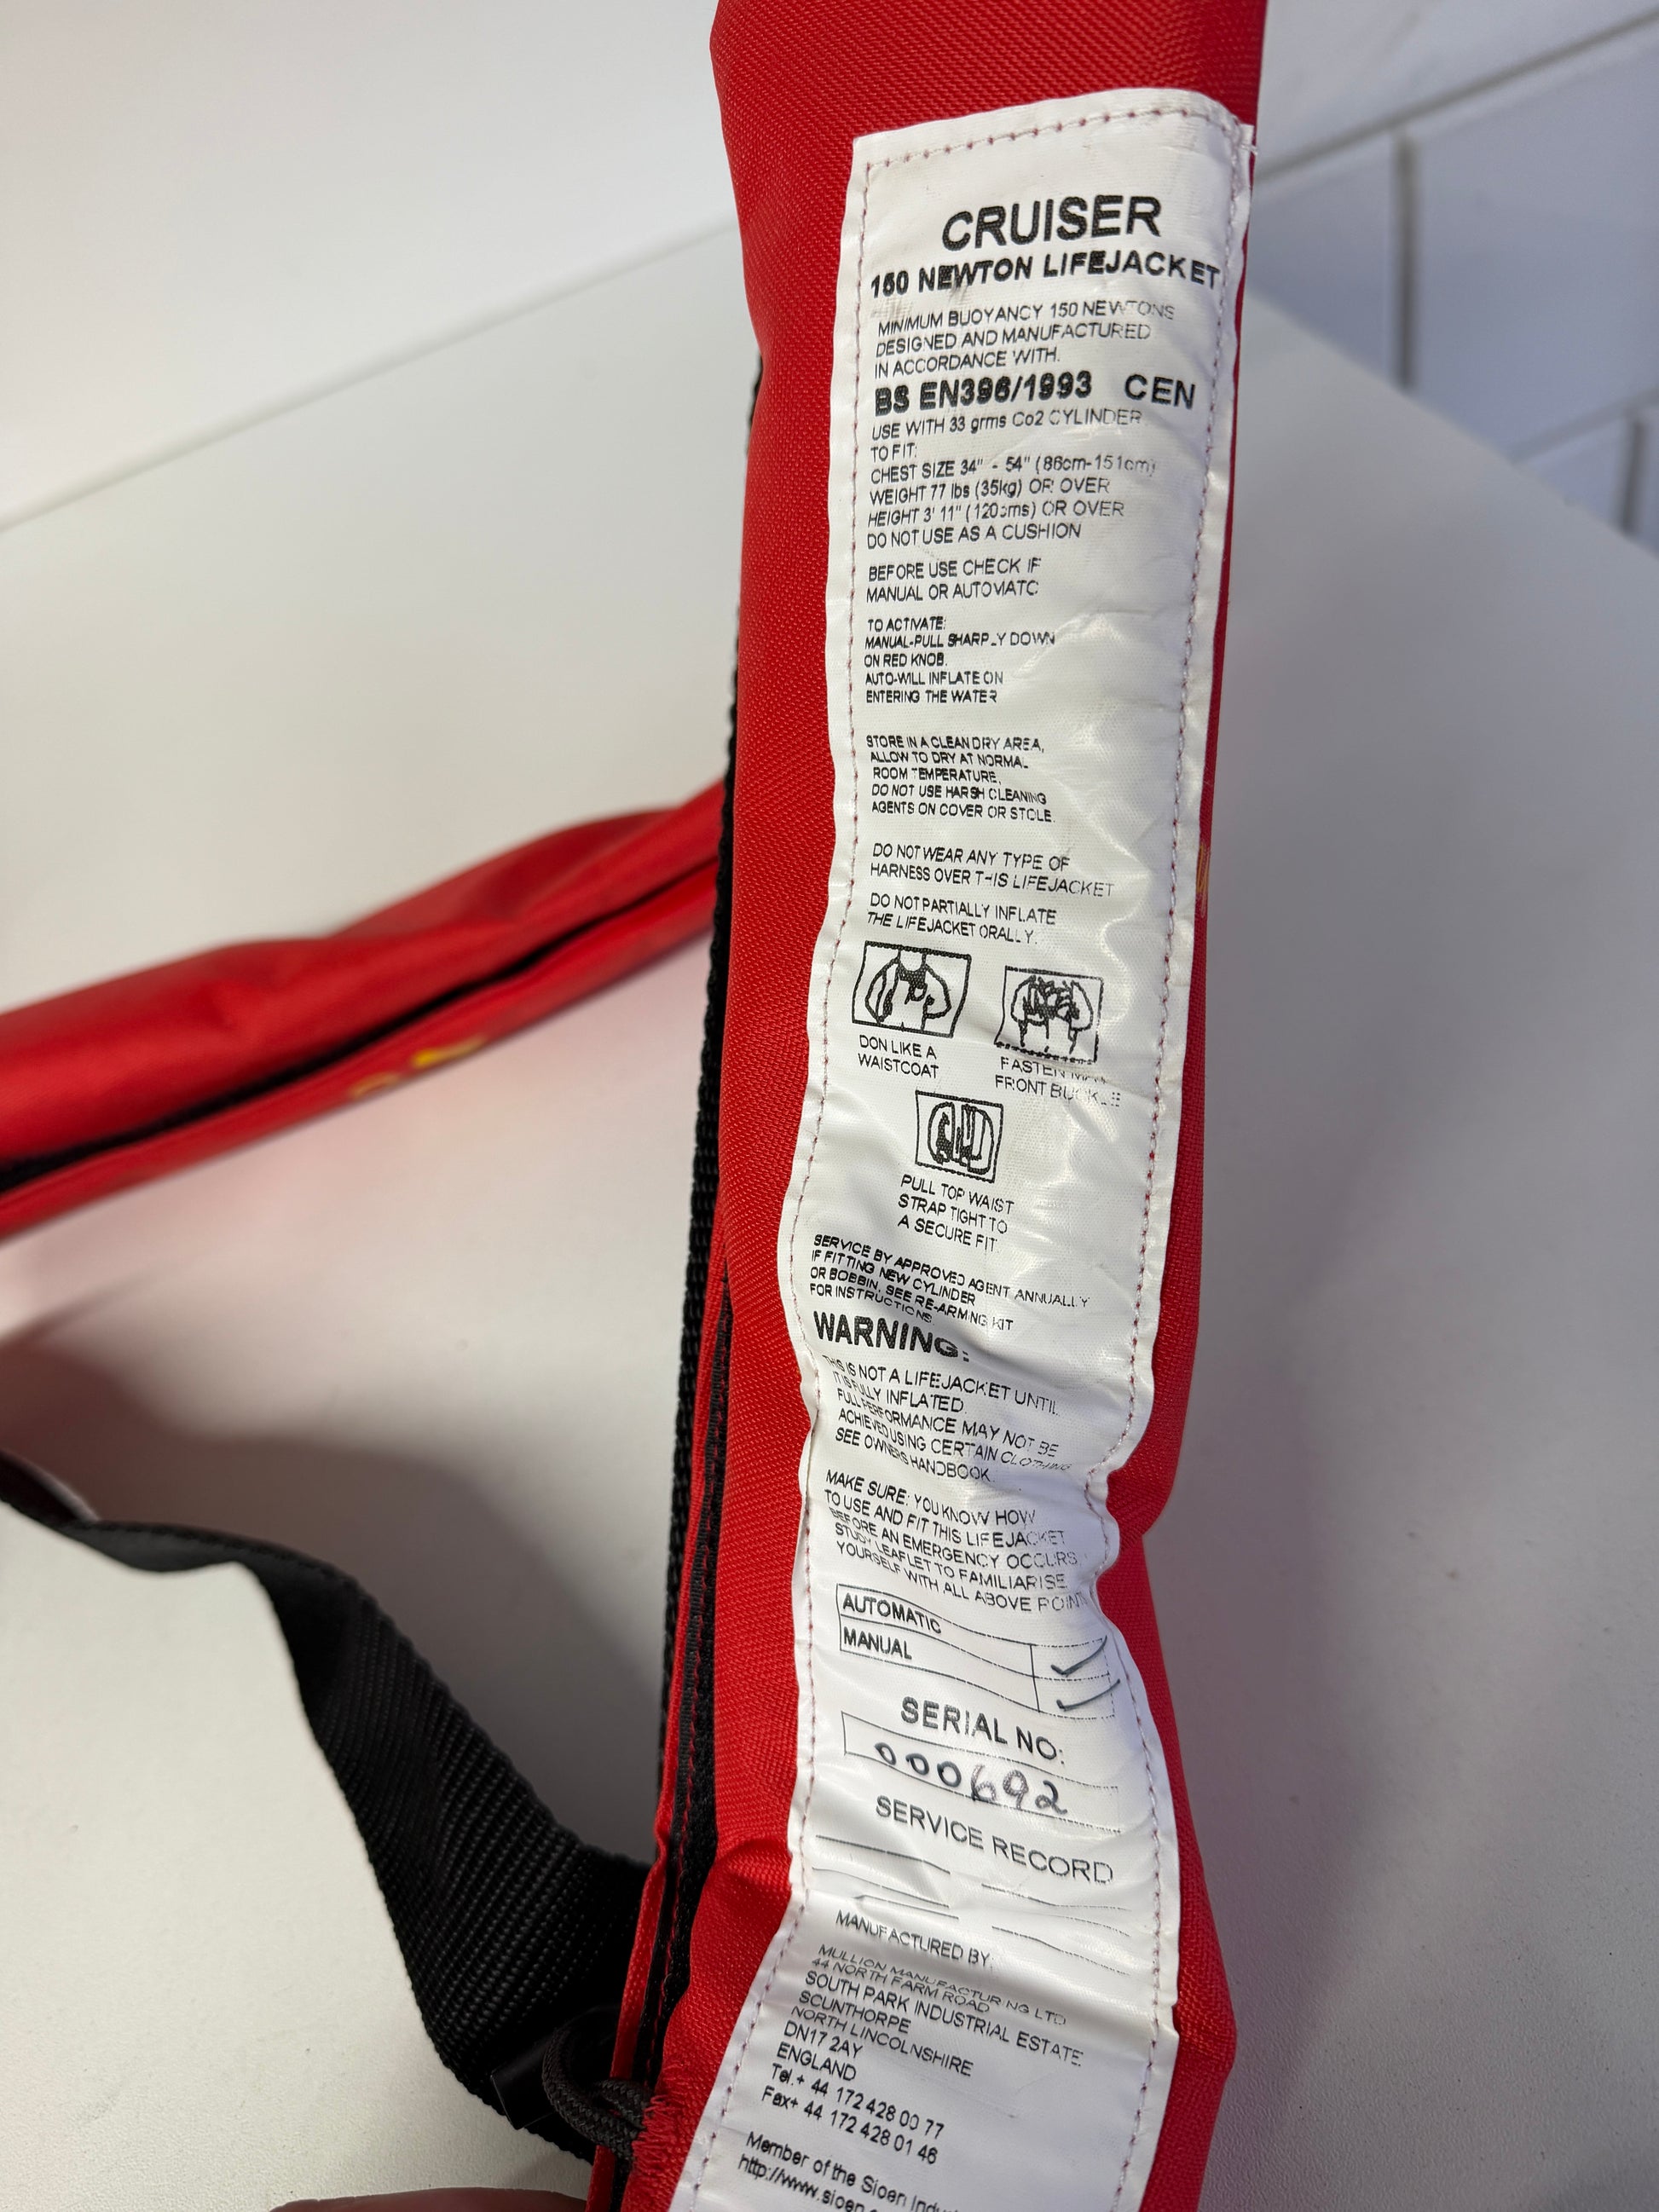 CRUISER
150 NEWTON LIFEJACKET
MINIMUM BUOYANCY 150 NEWTONS
DESIGNED AND MANUFACTURED
IN ACCORDANCE WITH.
BS EN396/1993 CEN
USE WITH 33 grms Co2 CYLINDER
TO FIT:
CHEST SIZE 34" - 54" (86cm-151cm)
WEIGHT 77 lbs (35kg) OR OVER
HEIGHT 3' 11" (120cms) OR OVER
DO NOT USE AS A CUSHION
BEFORE USE CHECK IF
MANUAL OR AUTOMATC
TO ACTIVATE:
MANUAL-PULL SHARPLY DOWN
ON RED KNOB.
AUTO-WILL INFLATE ON
ENTERING THE WATER
STORE IN A CLEAN DRY AREA,
ALLOW TO DRY AT NORMAL
ROOM TEMPERATURE,
DO NOT USE HARSH CLEANING
AGENTS ON COVER OR STOLE.
DO NOT WEAR ANY TYPE OF
HARNESS OVER THIS LIFEJACKET
DO NOT PARTIALLY INFLATE
THE LIFEJACKET ORALLY.
DON LIKE A
WAISTCOAT
FASTEN
FRONT BUCKLE
PULL TOP WAIST
STRAP TIGHT TO
A SECURE FIT
SERVICE BY APPROVED AGENT ANNUALLY
IF FITTING NEW CYLINDER
OR BOBBIN, SEE RE-ARMING KIT
FOR INSTRUCTIONS
WARNING:
THIS IS NOT A LIFEJACKET UNTIL
IT IS FULLY INFLATED.
FULL PERFORMANCE MAY NOT BE
ACHIEVED USING CERTAIN CLOTHING
SEE OWNERS HANDBOOK.
MAKE SURE: YOU KNOW HOW
TO USE AND FIT THIS LIFEJACKET
BEFORE AN EMERGENCY OCCURS,
STUDY LEAFLET TO FAMILIARISE
YOURSELF WITH ALL ABOVE POINTS
AUTOMATIC ✓
MANUAL ✓
SERIAL NO:
000692
SERVICE RECORD
MANUFACTURED BY:
MULLION MANUFACTURING LTD
44 NORTH FARM ROAD
SOUTH PARK INDUSTRIAL ESTATE
SCUNTHORPE
NORTH LINCOLNSHIRE
DN17 2AY
ENGLAND
Tel.+ 44 172 428 00 77
Fax+ 44 172 428 01 46
Member of the Sioen
http://www.sioen